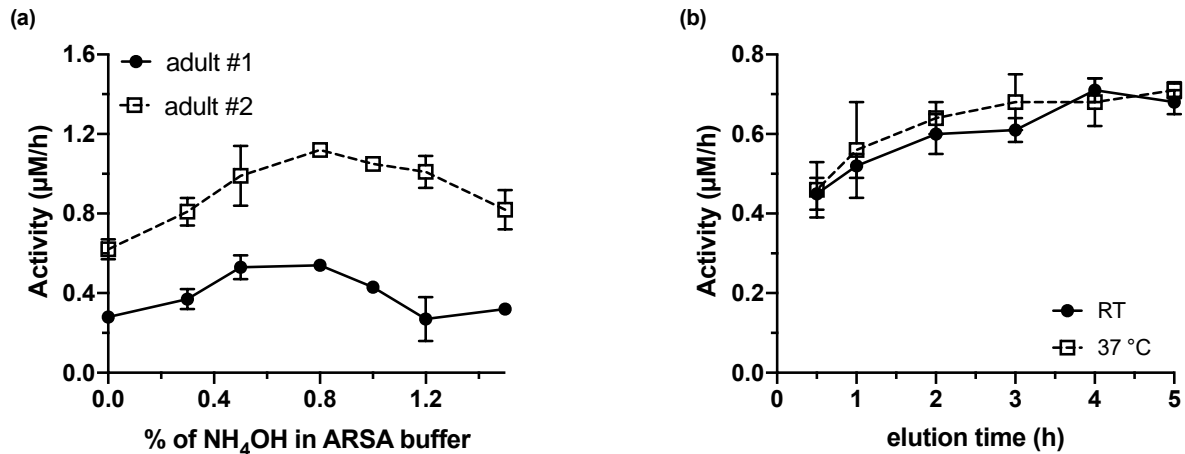 (a)
Activity (µM/h)
1.6
1.2
0.8
0.4
0.0
adult #1
adult #2
0.0 0.4 0.8 1.2
% of NH₄OH in ARSA buffer
(b)
Activity (µM/h)
0.8
0.6
0.4
0.2
0.0
RT
37 °C
0 1 2 3 4 5
elution time (h)